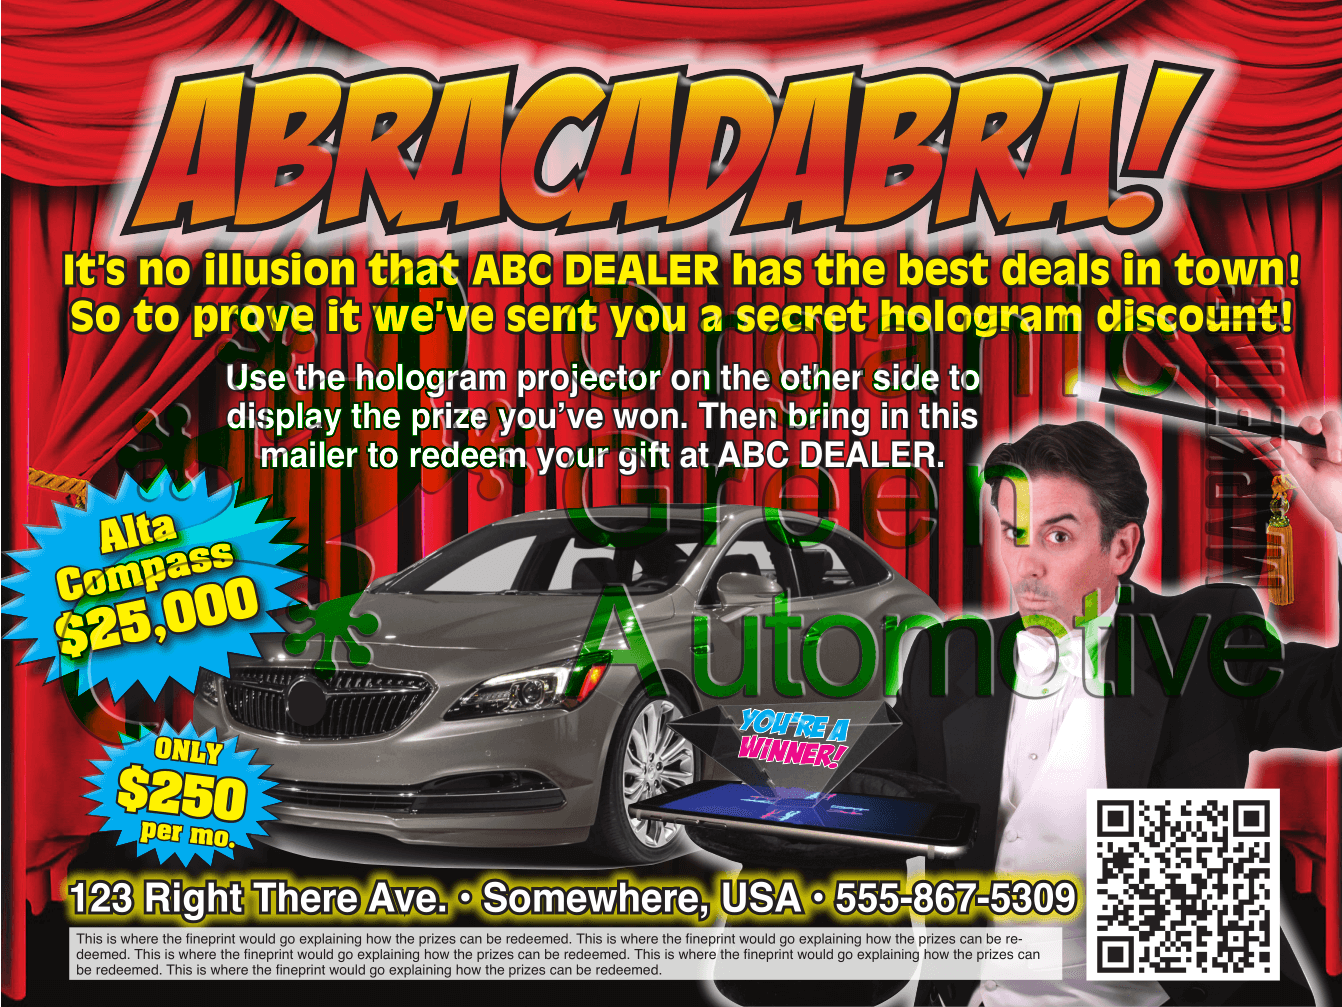 ABRACADABRA!
It's no illusion that ABC DEALER has the best deals in town!
So to prove it we've sent you a secret hologram discount!
Use the hologram projector on the other side to
display the prize you've won. Then bring in this
mailer to redeem your gift at ABC DEALER.
Organic
Green
Automotive
MARKETING
Alta
Compass
$25,000
YOU'RE A
WINNER!
ONLY
$250
per mo.
123 Right There Ave. • Somewhere, USA • 555-867-5309
This is where the fineprint would go explaining how the prizes can be redeemed. This is where the fineprint would go explaining how the prizes can be re-
deemed. This is where the fineprint would go explaining how the prizes can be redeemed. This is where the fineprint would go explaining how the prizes can
be redeemed. This is where the fineprint would go explaining how the prizes can be redeemed.